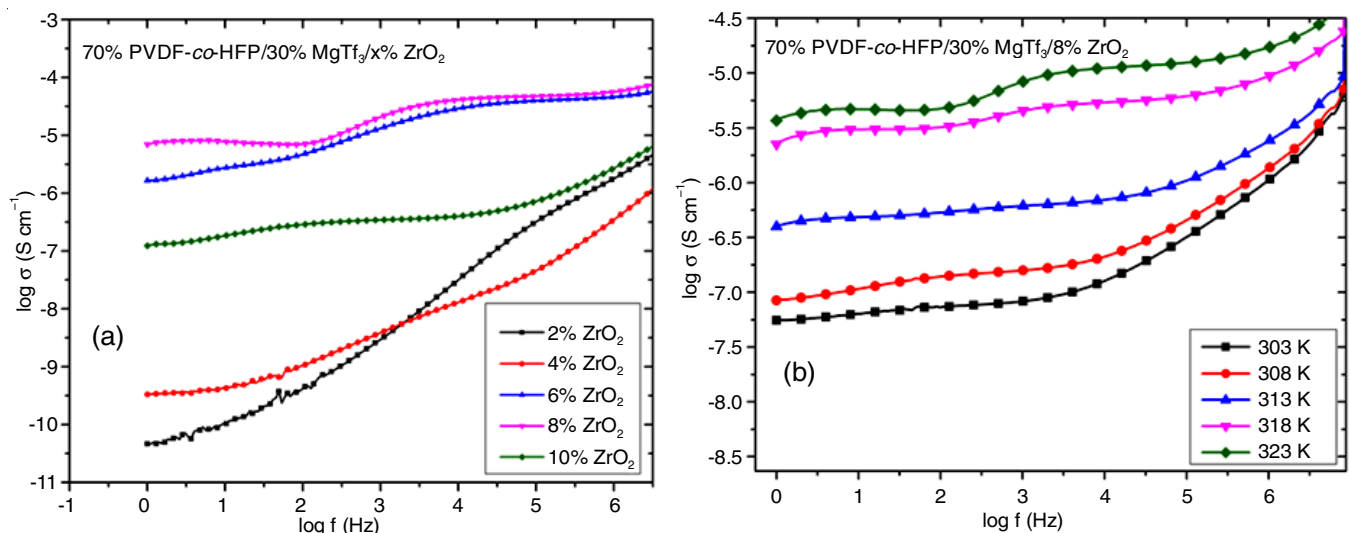 70% PVDF-co-HFP/30% MgTf₃/x% ZrO₂
-3
-4
-5
-6
-7
-8
-9
-10
-11
log σ (S cm⁻¹)
(a)
2% ZrO₂
4% ZrO₂
6% ZrO₂
8% ZrO₂
10% ZrO₂
-1 0 1 2 3 4 5 6
log f (Hz)
70% PVDF-co-HFP/30% MgTf₃/8% ZrO₂
-4.5
-5.0
-5.5
-6.0
-6.5
-7.0
-7.5
-8.0
-8.5
log σ (S cm⁻¹)
(b)
303 K
308 K
313 K
318 K
323 K
0 1 2 3 4 5 6
log f (Hz)